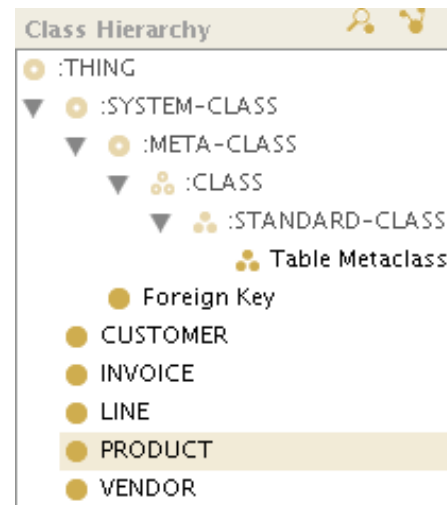 Class Hierarchy
:THING
:SYSTEM-CLASS
:META-CLASS
:CLASS
:STANDARD-CLASS
Table Metaclass
Foreign Key
CUSTOMER
INVOICE
LINE
PRODUCT
VENDOR